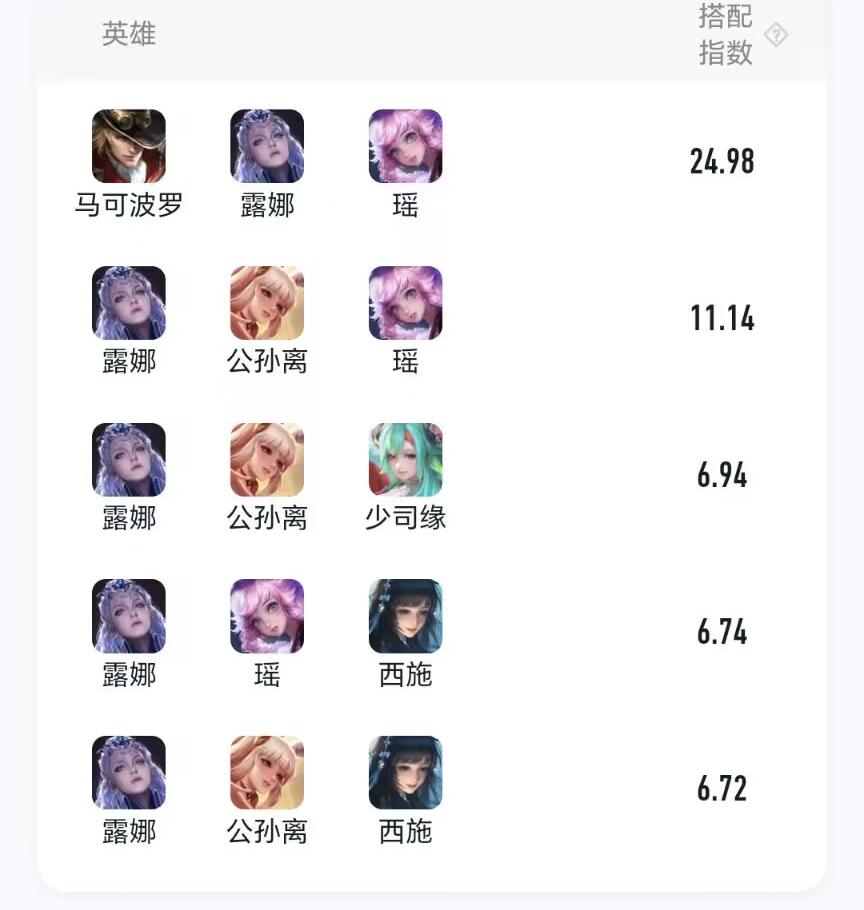 英雄
搭配
指数
?
马可波罗 露娜 瑶
24.98
露娜 公孙离 瑶
11.14
露娜 公孙离 少司缘
6.94
露娜 瑶 西施
6.74
露娜 公孙离 西施
6.72